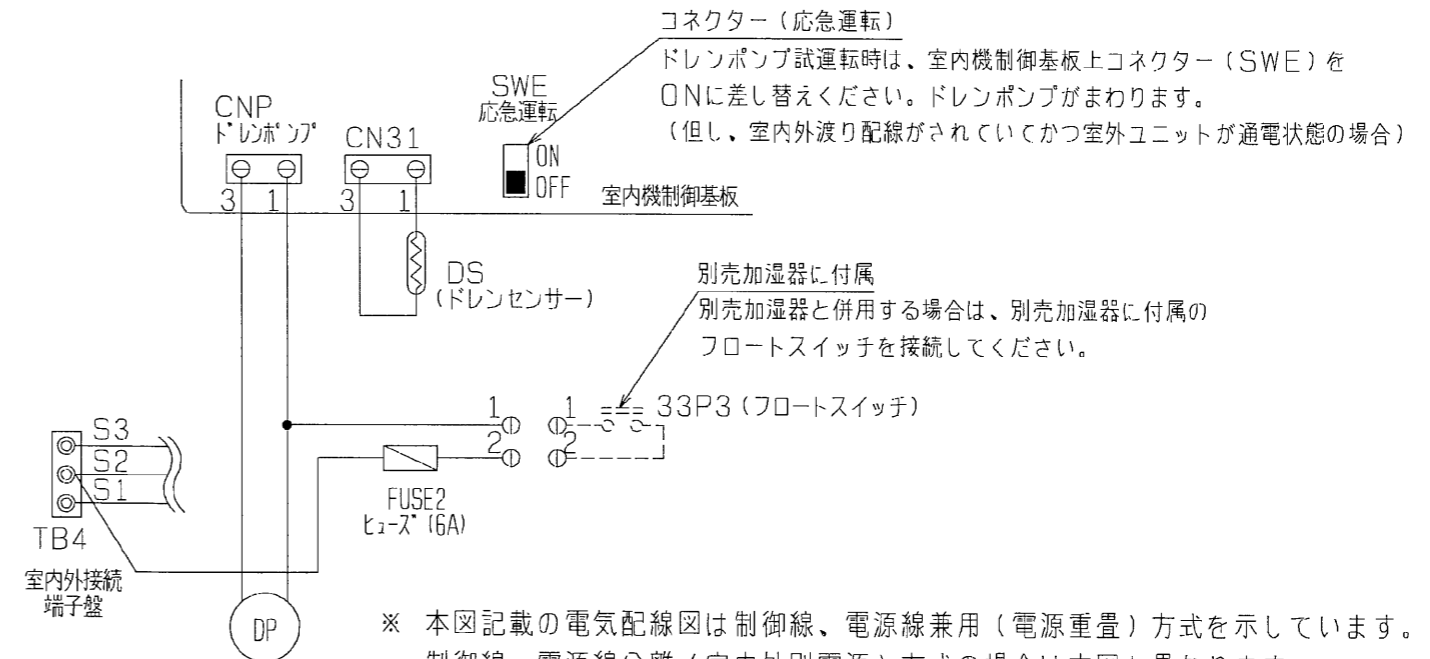 コネクター(応急運転)
ドレンポンプ試運転時は、室内機制御基板上コネクター(SWE)を
ONに差し替えください。ドレンポンプがまわります。
(但し、室内外渡り配線がされていてかつ室外ユニットが通電状態の場合)
CNP
ドレンポンプ
CN31
SWE
応急運転
ON
OFF
3 1
3 1
室内機制御基板
DS
(ドレンセンサー)
別売加湿器に付属
別売加湿器と併用する場合は、別売加湿器に付属の
フロートスイッチを接続してください。
1 1 33P3(フロートスイッチ)
2 2
S3
S2
S1
FUSE2
ヒューズ(6A)
TB4
室内外接続
端子盤
DP
※ 本図記載の電気配線図は制御線、電源線兼用(電源重畳)方式を示しています。